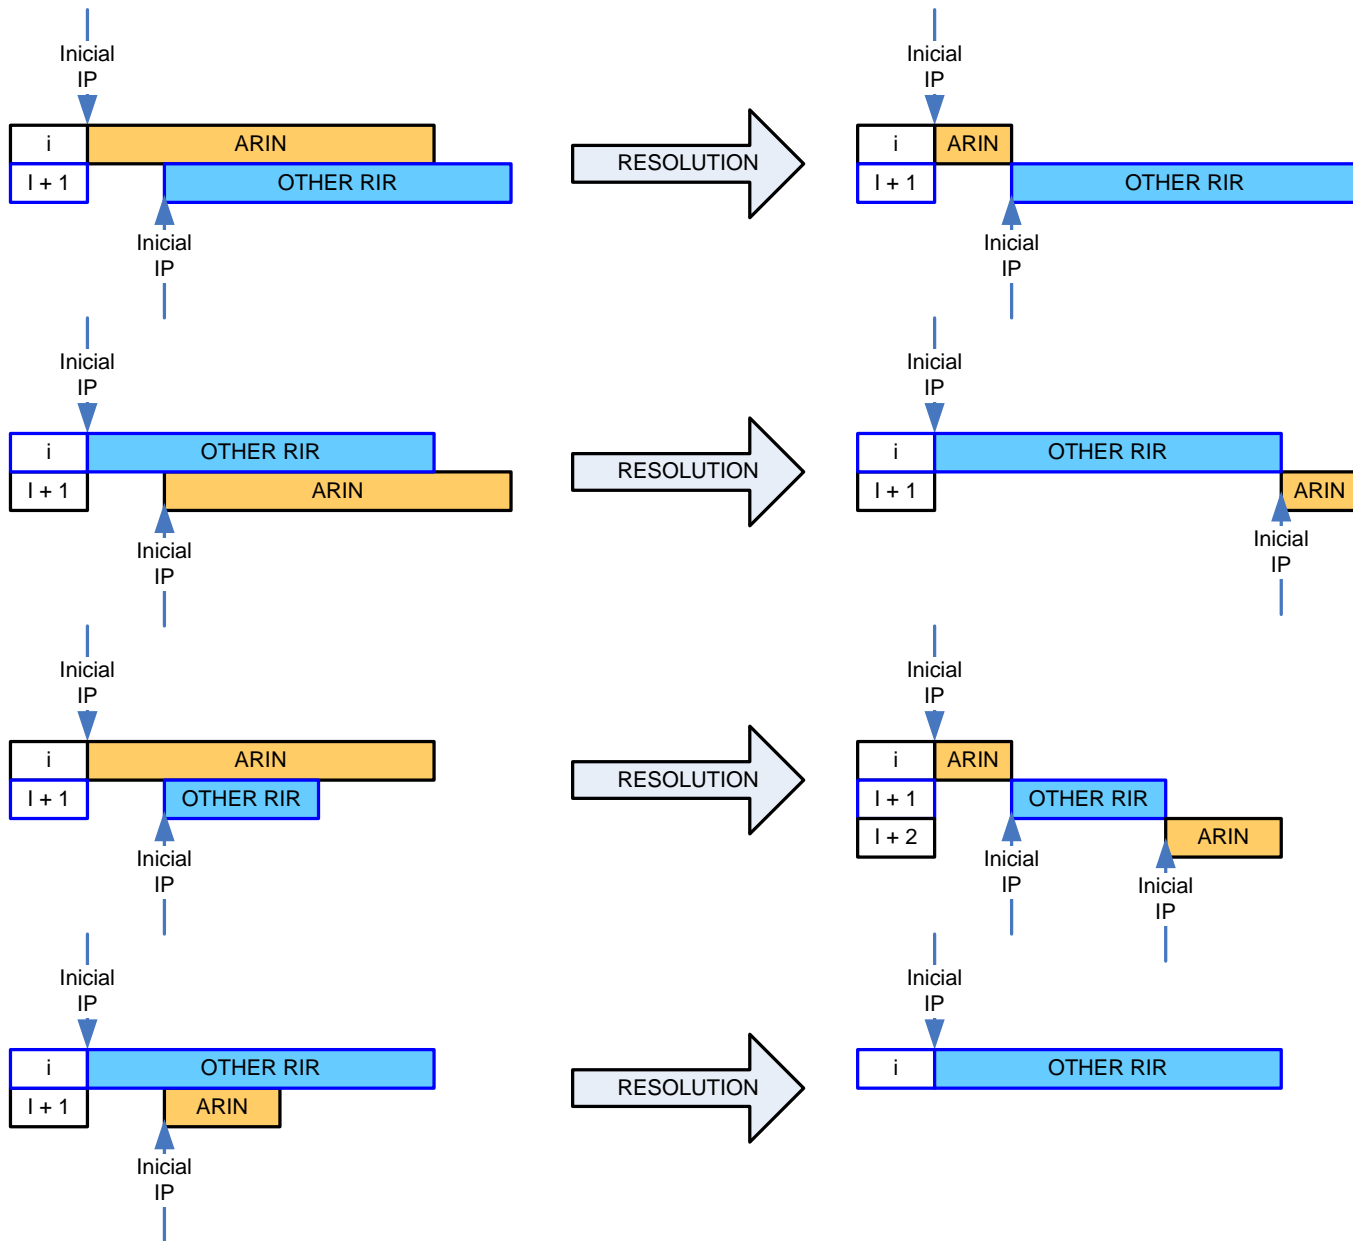 Inicial
IP
i ARIN
I + 1 OTHER RIR
Inicial
IP
RESOLUTION
Inicial
IP
i ARIN
I + 1 OTHER RIR
Inicial
IP
Inicial
IP
i OTHER RIR
I + 1 ARIN
Inicial
IP
RESOLUTION
Inicial
IP
i OTHER RIR
I + 1 ARIN
Inicial
IP
Inicial
IP
i ARIN
I + 1 OTHER RIR
Inicial
IP
RESOLUTION
Inicial
IP
i ARIN
I + 1 OTHER RIR
I + 2 ARIN
Inicial
IP
Inicial
IP
Inicial
IP
i OTHER RIR
I + 1 ARIN
Inicial
IP
RESOLUTION
Inicial
IP
i OTHER RIR